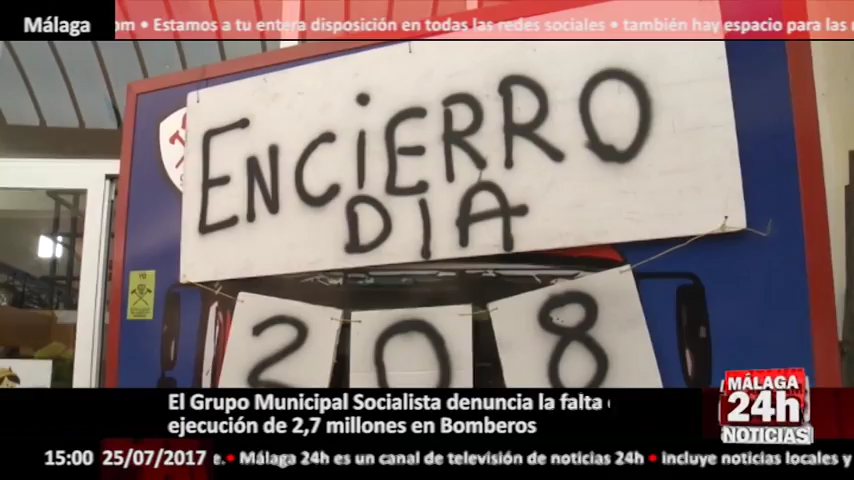 Málaga
om • Estamos a tu entera disposición en todas las redes sociales • también hay espacio para las
ENCIERRO
DIA
208
YO
El Grupo Municipal Socialista denuncia la falta
ejecución de 2,7 millones en Bomberos
MÁLAGA
24h
NOTICIAS
15:00 25/07/2017 e. • Málaga 24h es un canal de televisión de noticias 24h • Incluye noticias locales y